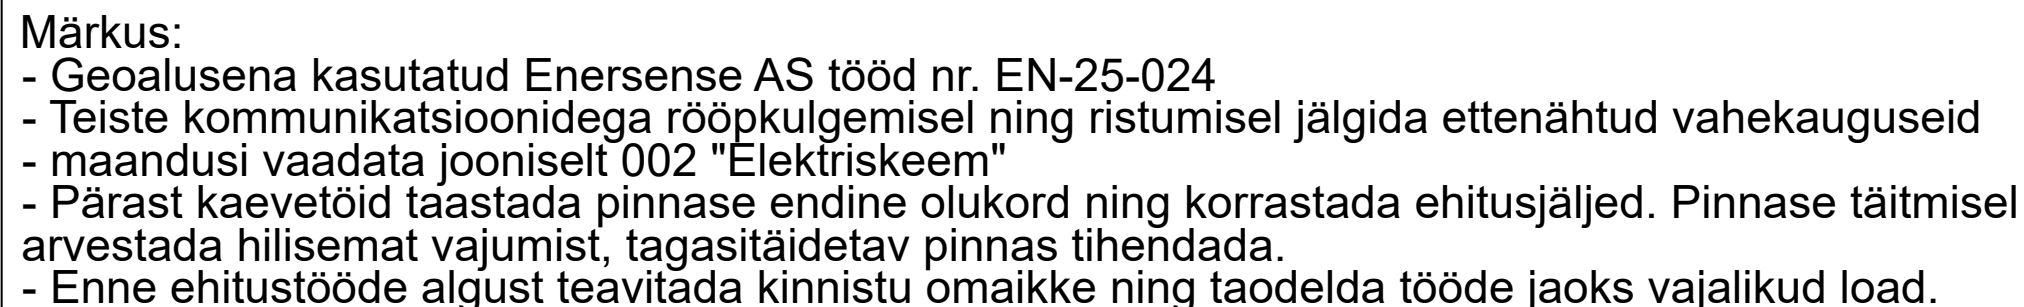 Märkus:
- Geoalusena kasutatud Enersense AS tööd nr. EN-25-024
- Teiste kommunikatsioonidega rööpkulgemisel ning ristumisel jälgida ettenähtud vahekauguseid
- maandusi vaadata jooniselt 002 "Elektriskeem"
- Pärast kaevetöid taastada pinnase endine olukord ning korrastada ehitusjäljed. Pinnase täitmisel
arvestada hilisemat vajumist, tagasitäidetav pinnas tihendada.
- Enne ehitustööde algust teavitada kinnistu omaikke ning taodelda tööde jaoks vajalikud load.